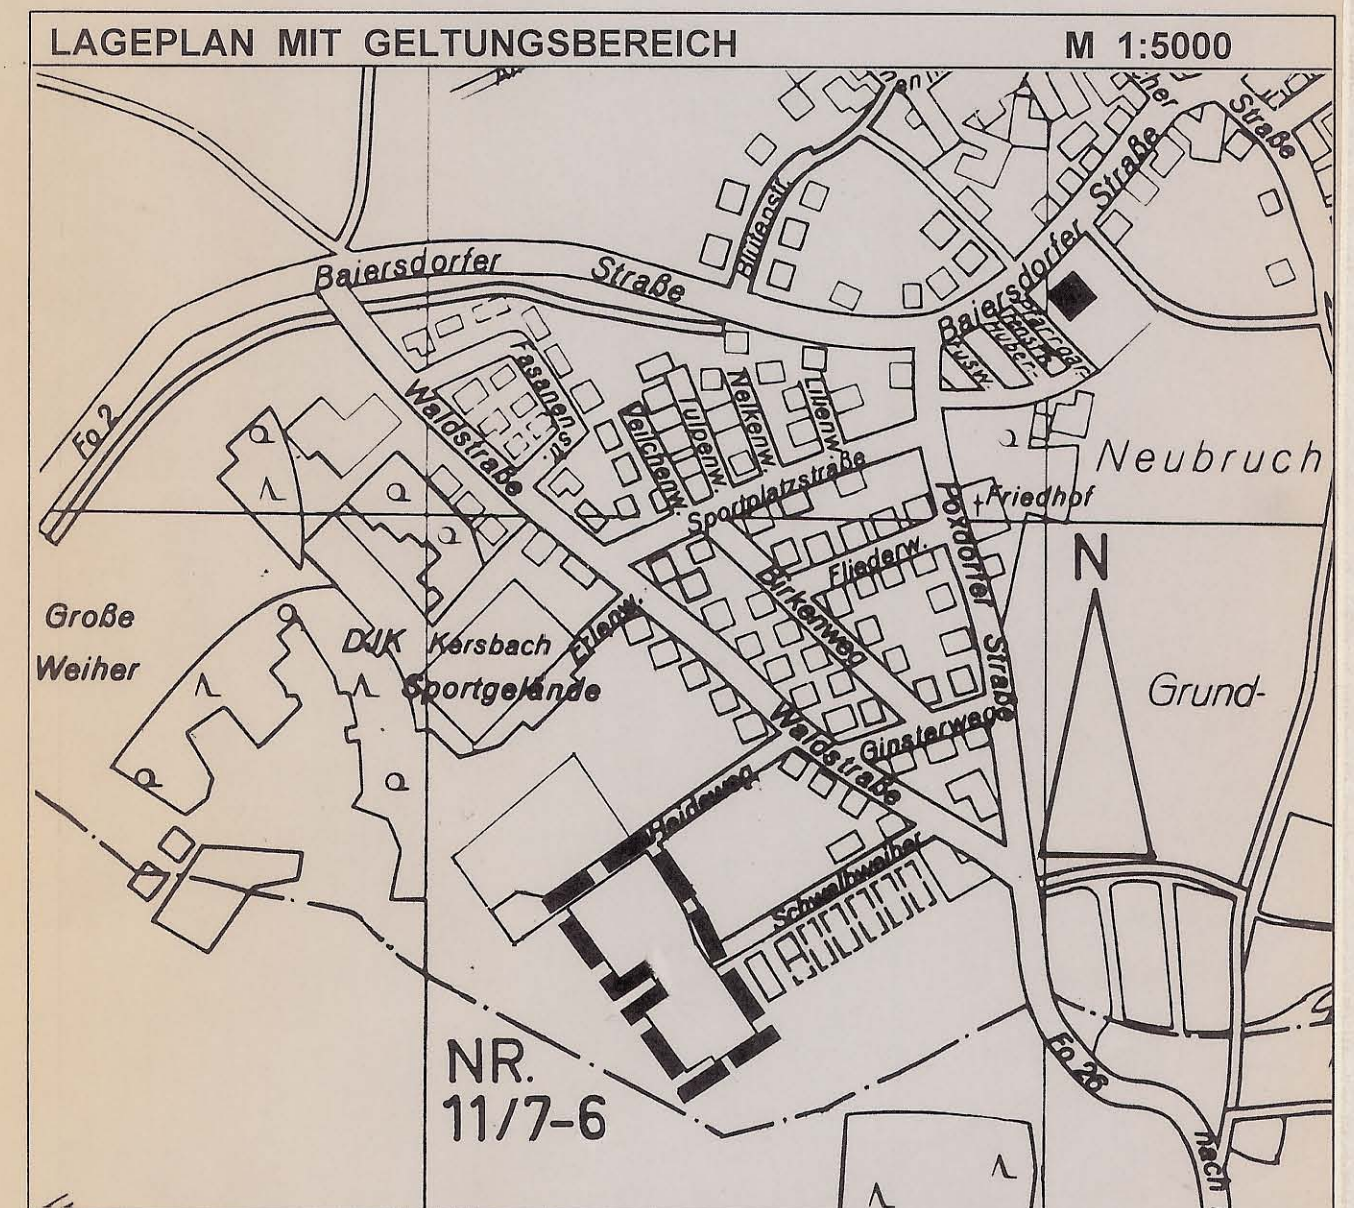 LAGEPLAN MIT GELTUNGSBEREICH
M 1:5000
Straße
Straße
Blütenstr.
Baiersdorfer
Straße
Baiersdorfer
Fo 2
Waldstraße
Fasanen
Veilchenw.
Tulpenw.
Nelkenw.
Lilienw.
Sportplatzstraße
Neubruch
Friedhof
Poxdorfer
Straße
Fliederw.
Birkenweg
N
Große
Weiher
DJK Kersbach
Sportgelände
Erlenw.
Grund-
Waldstraße
Ginsterweg
Heideweg
Schwalbweiher
NR.
11/7-6
Fo 26
nach